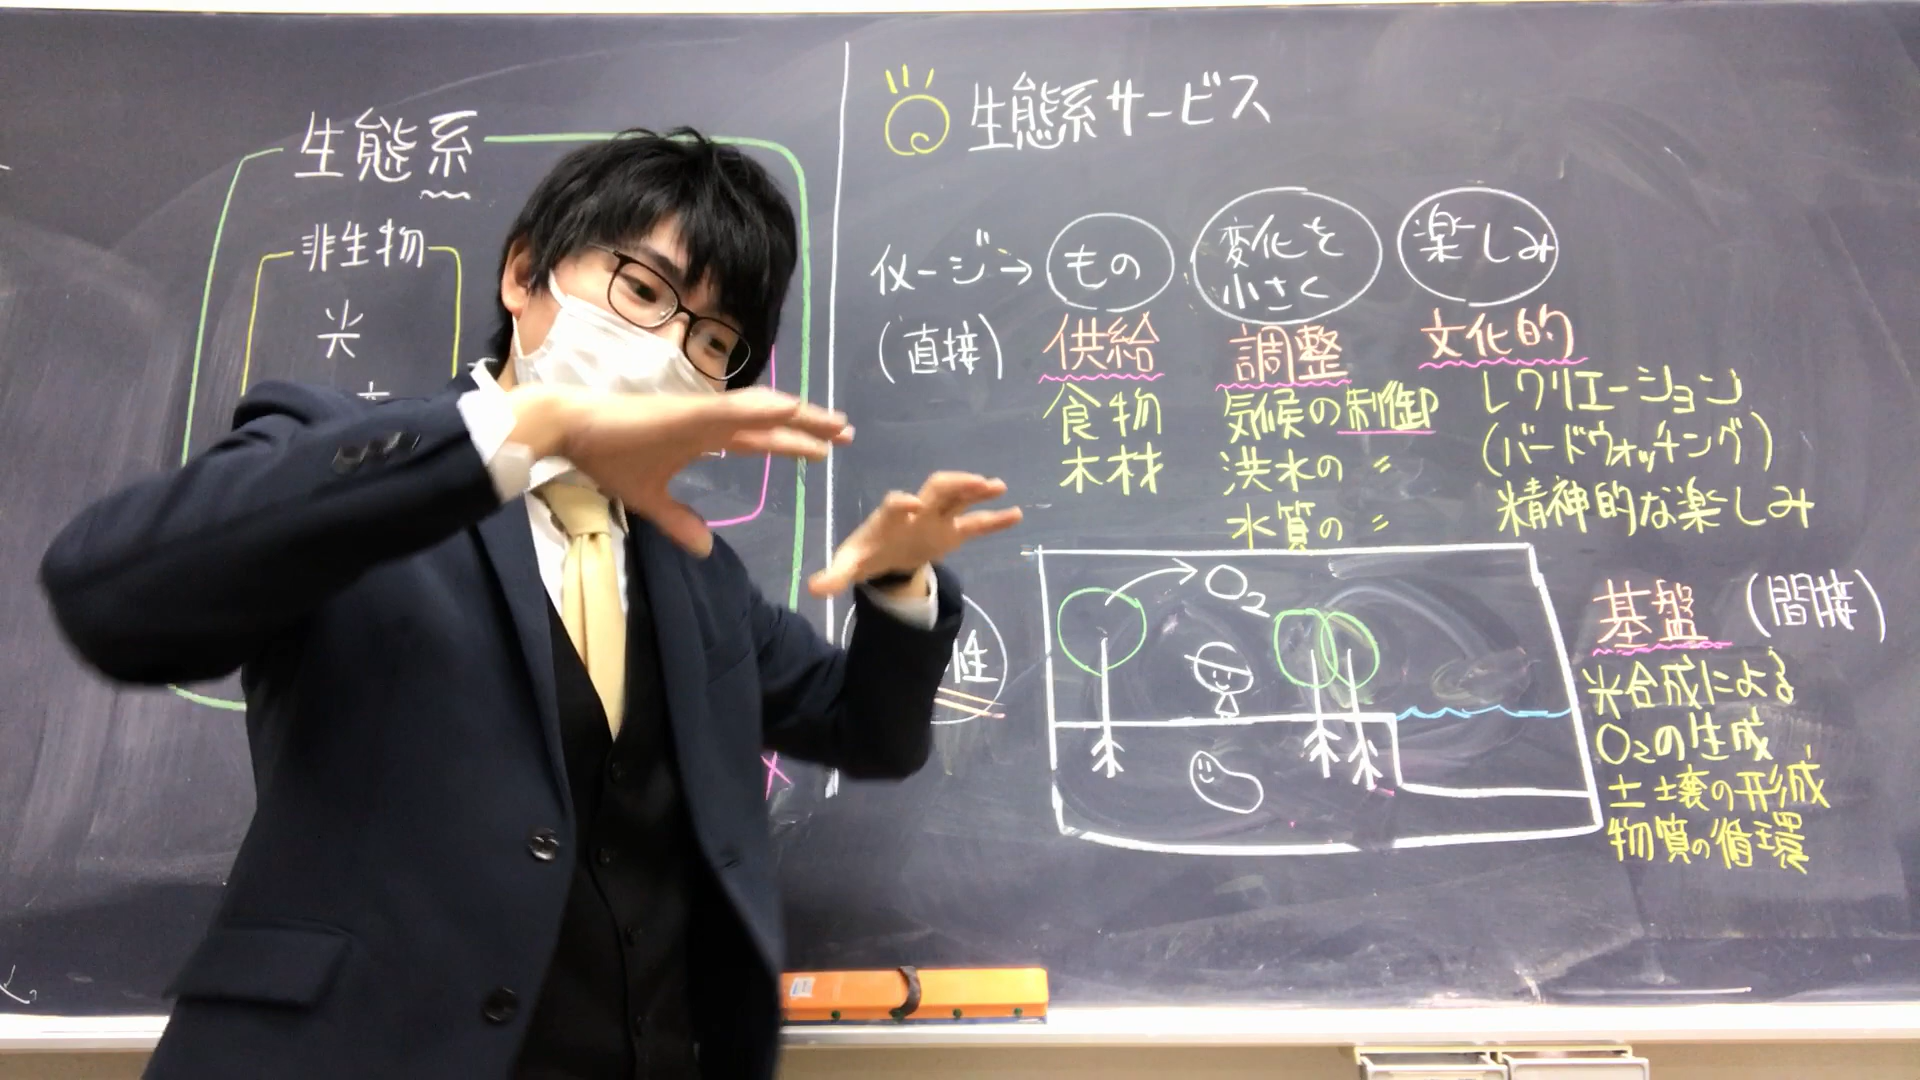 生態系
非生物
光
性
生態系サービス
イメージ→ もの 変化を小さく 楽しみ
(直接) 供給 調整 文化的
食物
木材
気候の制御
洪水の 〃
水質の 〃
レクリエーション
(バードウォッチング)
精神的な楽しみ
O₂
基盤 (間接)
光合成による
O₂の生成
土壌の形成
物質の循環